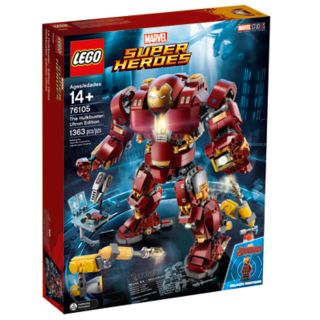 LEGO
MARVEL
SUPER HEROES
Ages/edades
14+
76105
The Hulkbuster:
Ultron Edition
1363 pcs/pzs